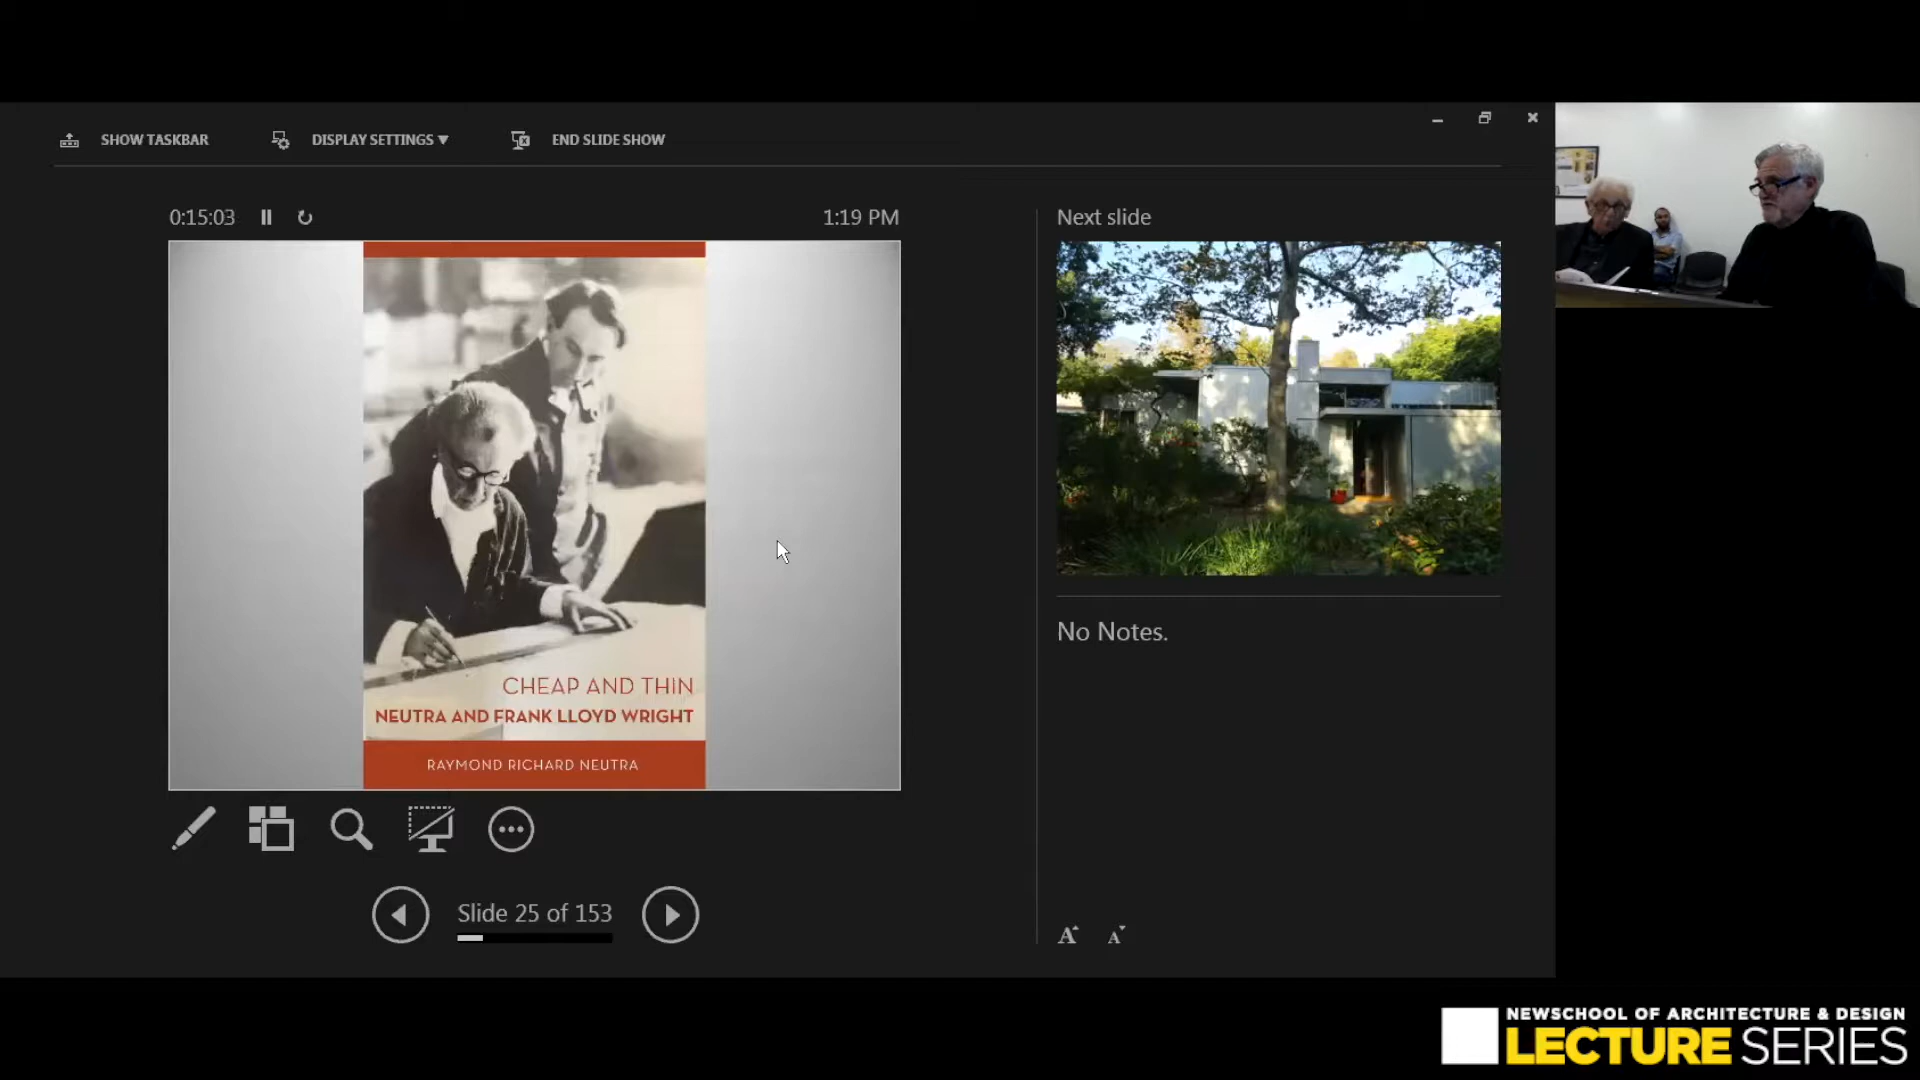 SHOW TASKBAR
DISPLAY SETTINGS
END SLIDE SHOW
0:15:03
1:19 PM
Next slide
CHEAP AND THIN
NEUTRA AND FRANK LLOYD WRIGHT
RAYMOND RICHARD NEUTRA
No Notes.
Slide 25 of 153
A A
NEWSCHOOL OF ARCHITECTURE & DESIGN
LECTURE SERIES